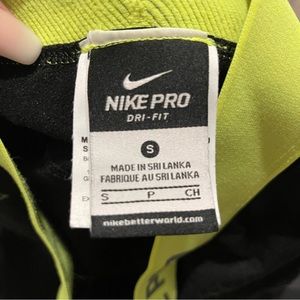 NIKE PRO
DRI-FIT
S
MADE IN SRI LANKA
FABRIQUE AU SRI LANKA
S P CH
nikebetterworld.com